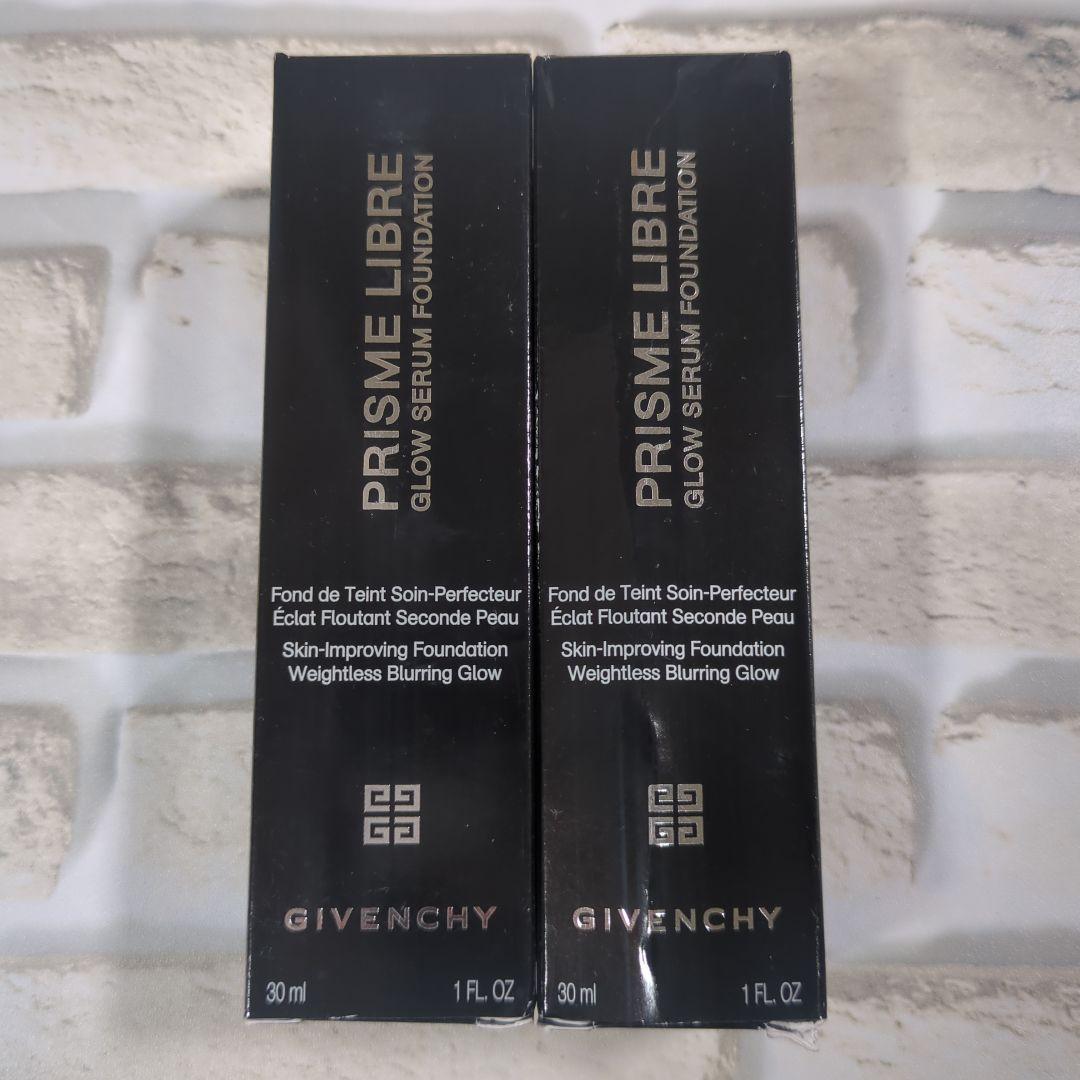 PRISME LIBRE
GLOW SERUM FOUNDATION
Fond de Teint Soin-Perfecteur
Éclat Floutant Seconde Peau
Skin-Improving Foundation
Weightless Blurring Glow
GIVENCHY
30 ml 1 FL. OZ
PRISME LIBRE
GLOW SERUM FOUNDATION
Fond de Teint Soin-Perfecteur
Éclat Floutant Seconde Peau
Skin-Improving Foundation
Weightless Blurring Glow
GIVENCHY
30 ml 1 FL. OZ